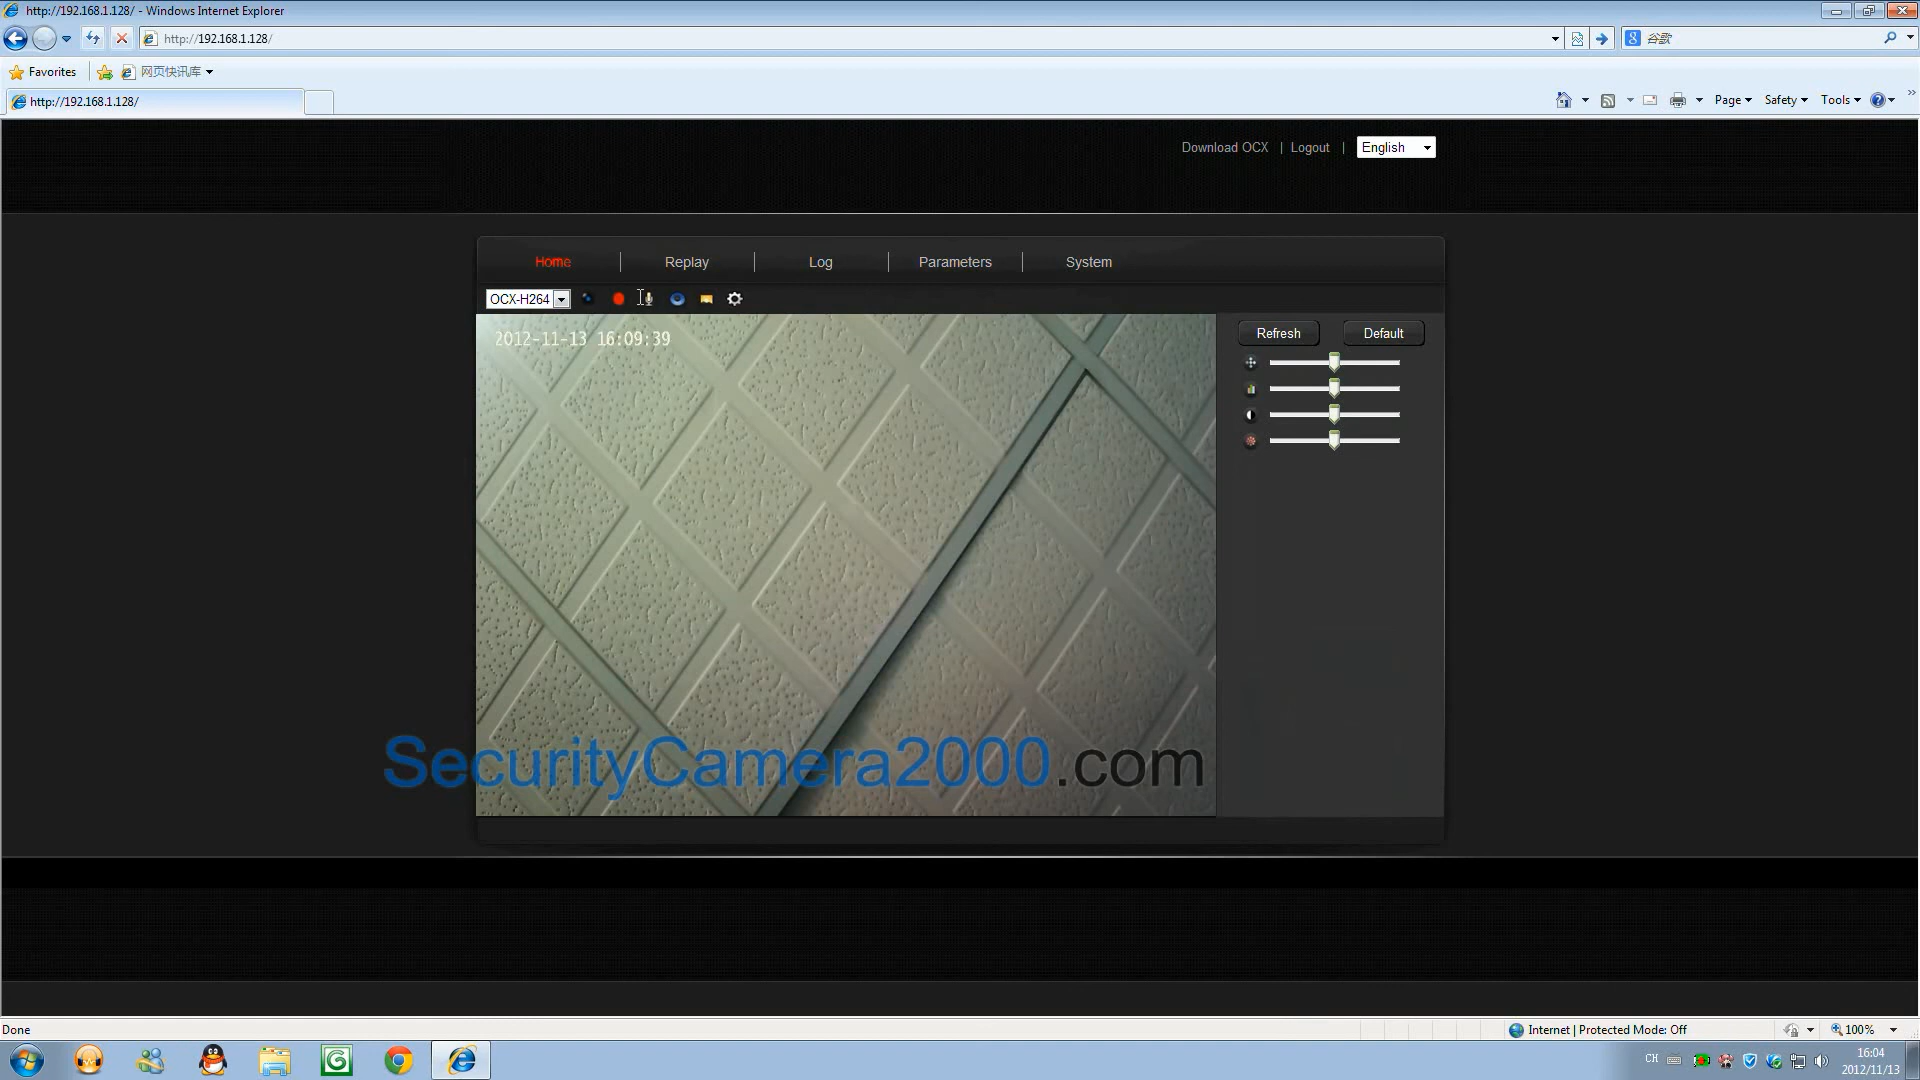 http://192.168.1.128/ - Windows Internet Explorer
http://192.168.1.128/
谷歌
Favorites
网页快讯库
http://192.168.1.128/
Page
Safety
Tools
Download OCX | Logout |
English
Home
Replay
Log
Parameters
System
OCX-H264
2012-11-13 16:09:39
Refresh
Default
SecurityCamera2000.com
Done
Internet | Protected Mode: Off
100%
CH
16:04
2012/11/13